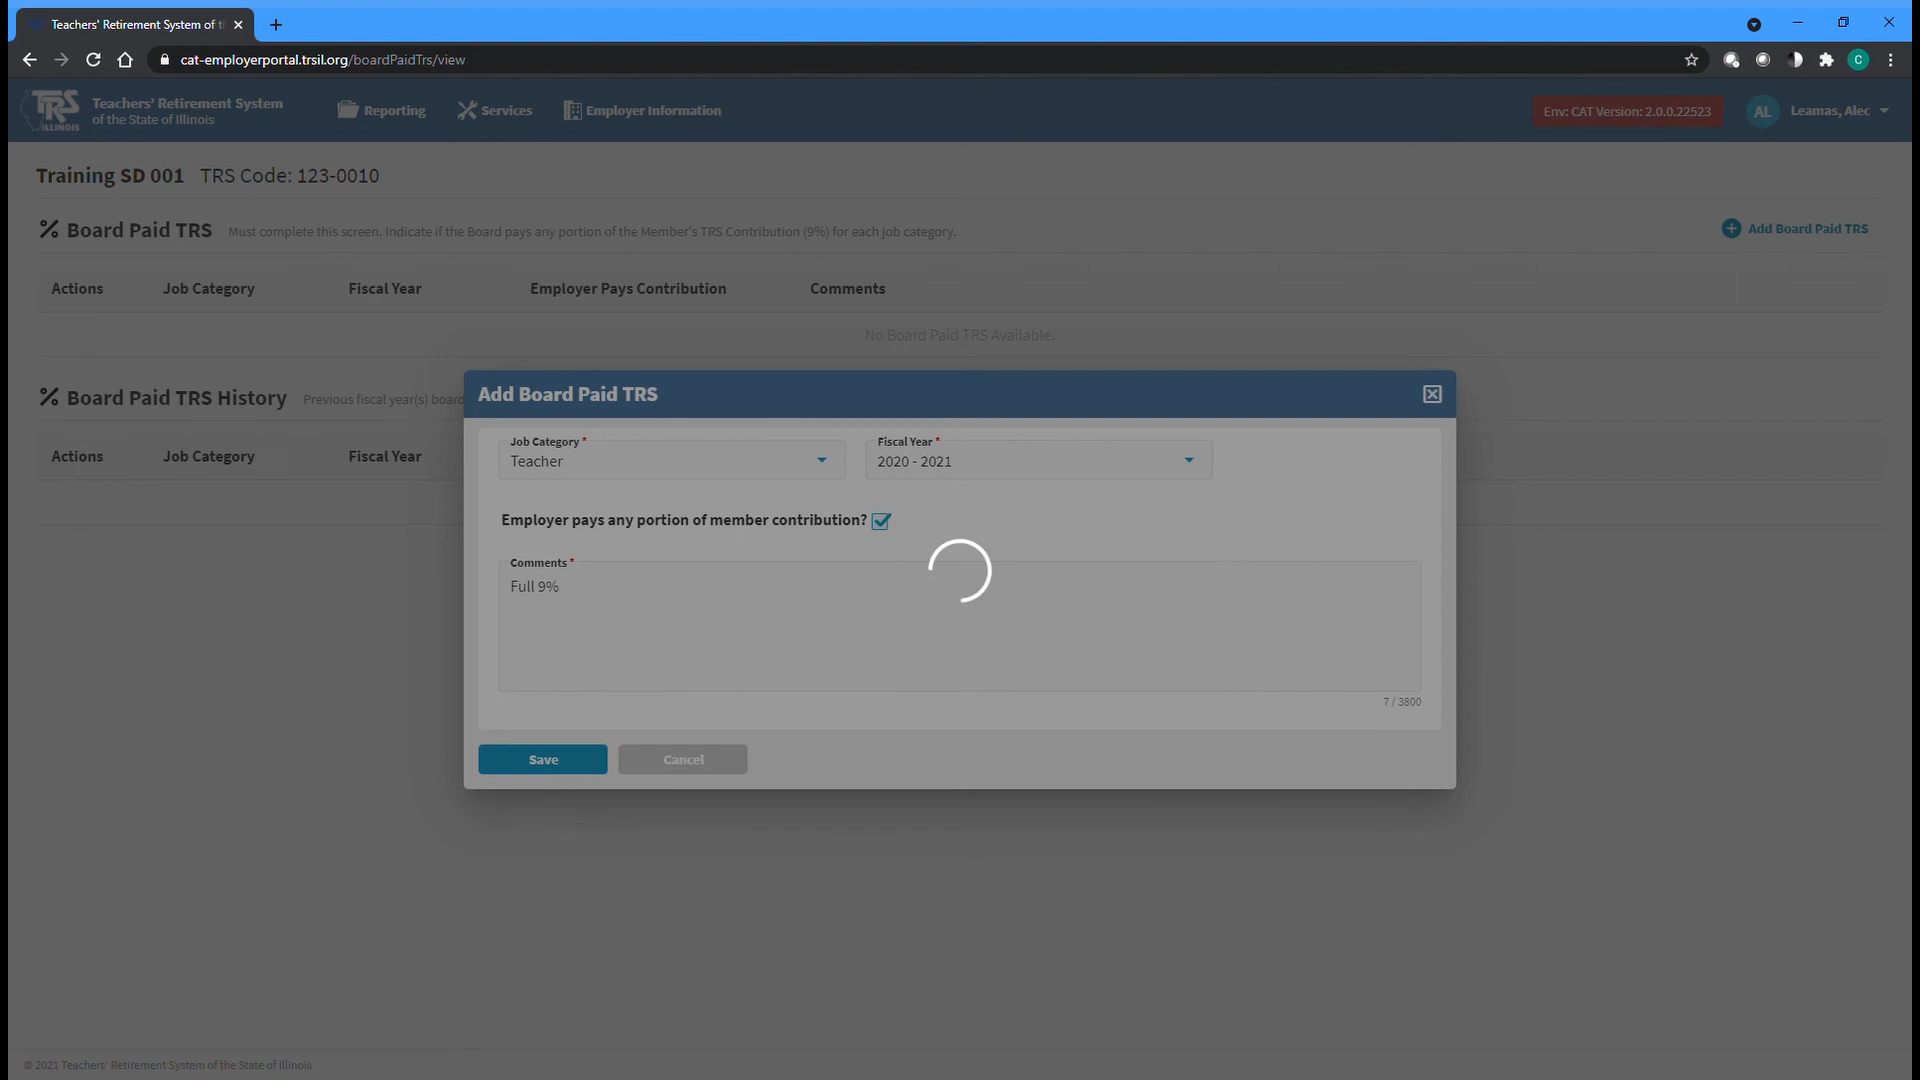 Teachers' Retirement System of t
cat-employerportal.trsil.org/boardPaidTrs/view
C
TRS
ILLINOIS
Teachers' Retirement System
of the State of Illinois
Reporting
Services
Employer Information
Env: CAT Version: 2.0.0.22523
AL
Leamas, Alec
Training SD 001 TRS Code: 123-0010
Board Paid TRS Must complete this screen. Indicate if the Board pays any portion of the Member's TRS Contribution (9%) for each job category.
Add Board Paid TRS
Actions Job Category Fiscal Year Employer Pays Contribution Comments
No Board Paid TRS Available.
Board Paid TRS History Previous fiscal year(s) board
Actions Job Category Fiscal Year
Add Board Paid TRS
Job Category * Fiscal Year *
Teacher 2020 - 2021
Employer pays any portion of member contribution?
Comments *
Full 9%
7 / 3800
Save Cancel
© 2021 Teachers' Retirement System of the State of Illinois